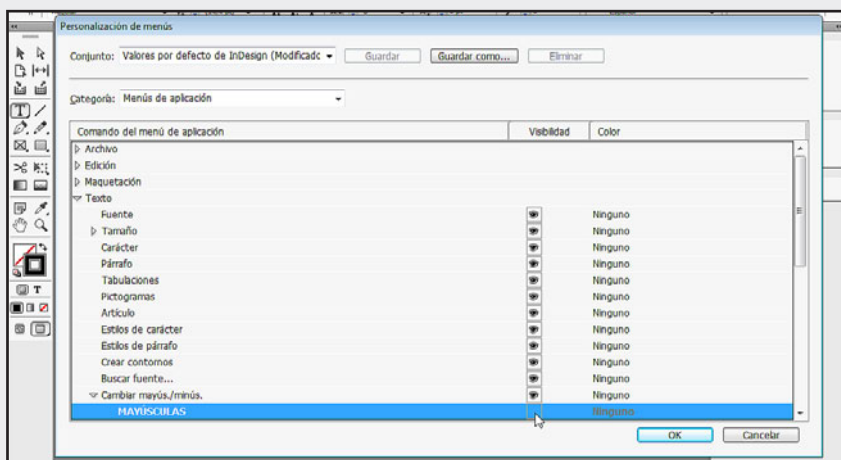 Personalización de menús
Conjunto: Valores por defecto de InDesign (Modificadc Guardar Guardar como... Eliminar
Categoría: Menús de aplicación
Comando del menú de aplicación Visibilidad Color
Archivo
Edición
Maquetación
Texto
Fuente Ninguno
Tamaño Ninguno
Carácter Ninguno
Párrafo Ninguno
Tabulaciones Ninguno
Pictogramas Ninguno
Artículo Ninguno
Estilos de carácter Ninguno
Estilos de párrafo Ninguno
Crear contornos Ninguno
Buscar fuente... Ninguno
Cambiar mayús./minús. Ninguno
MAYÚSCULAS Ninguno
OK Cancelar